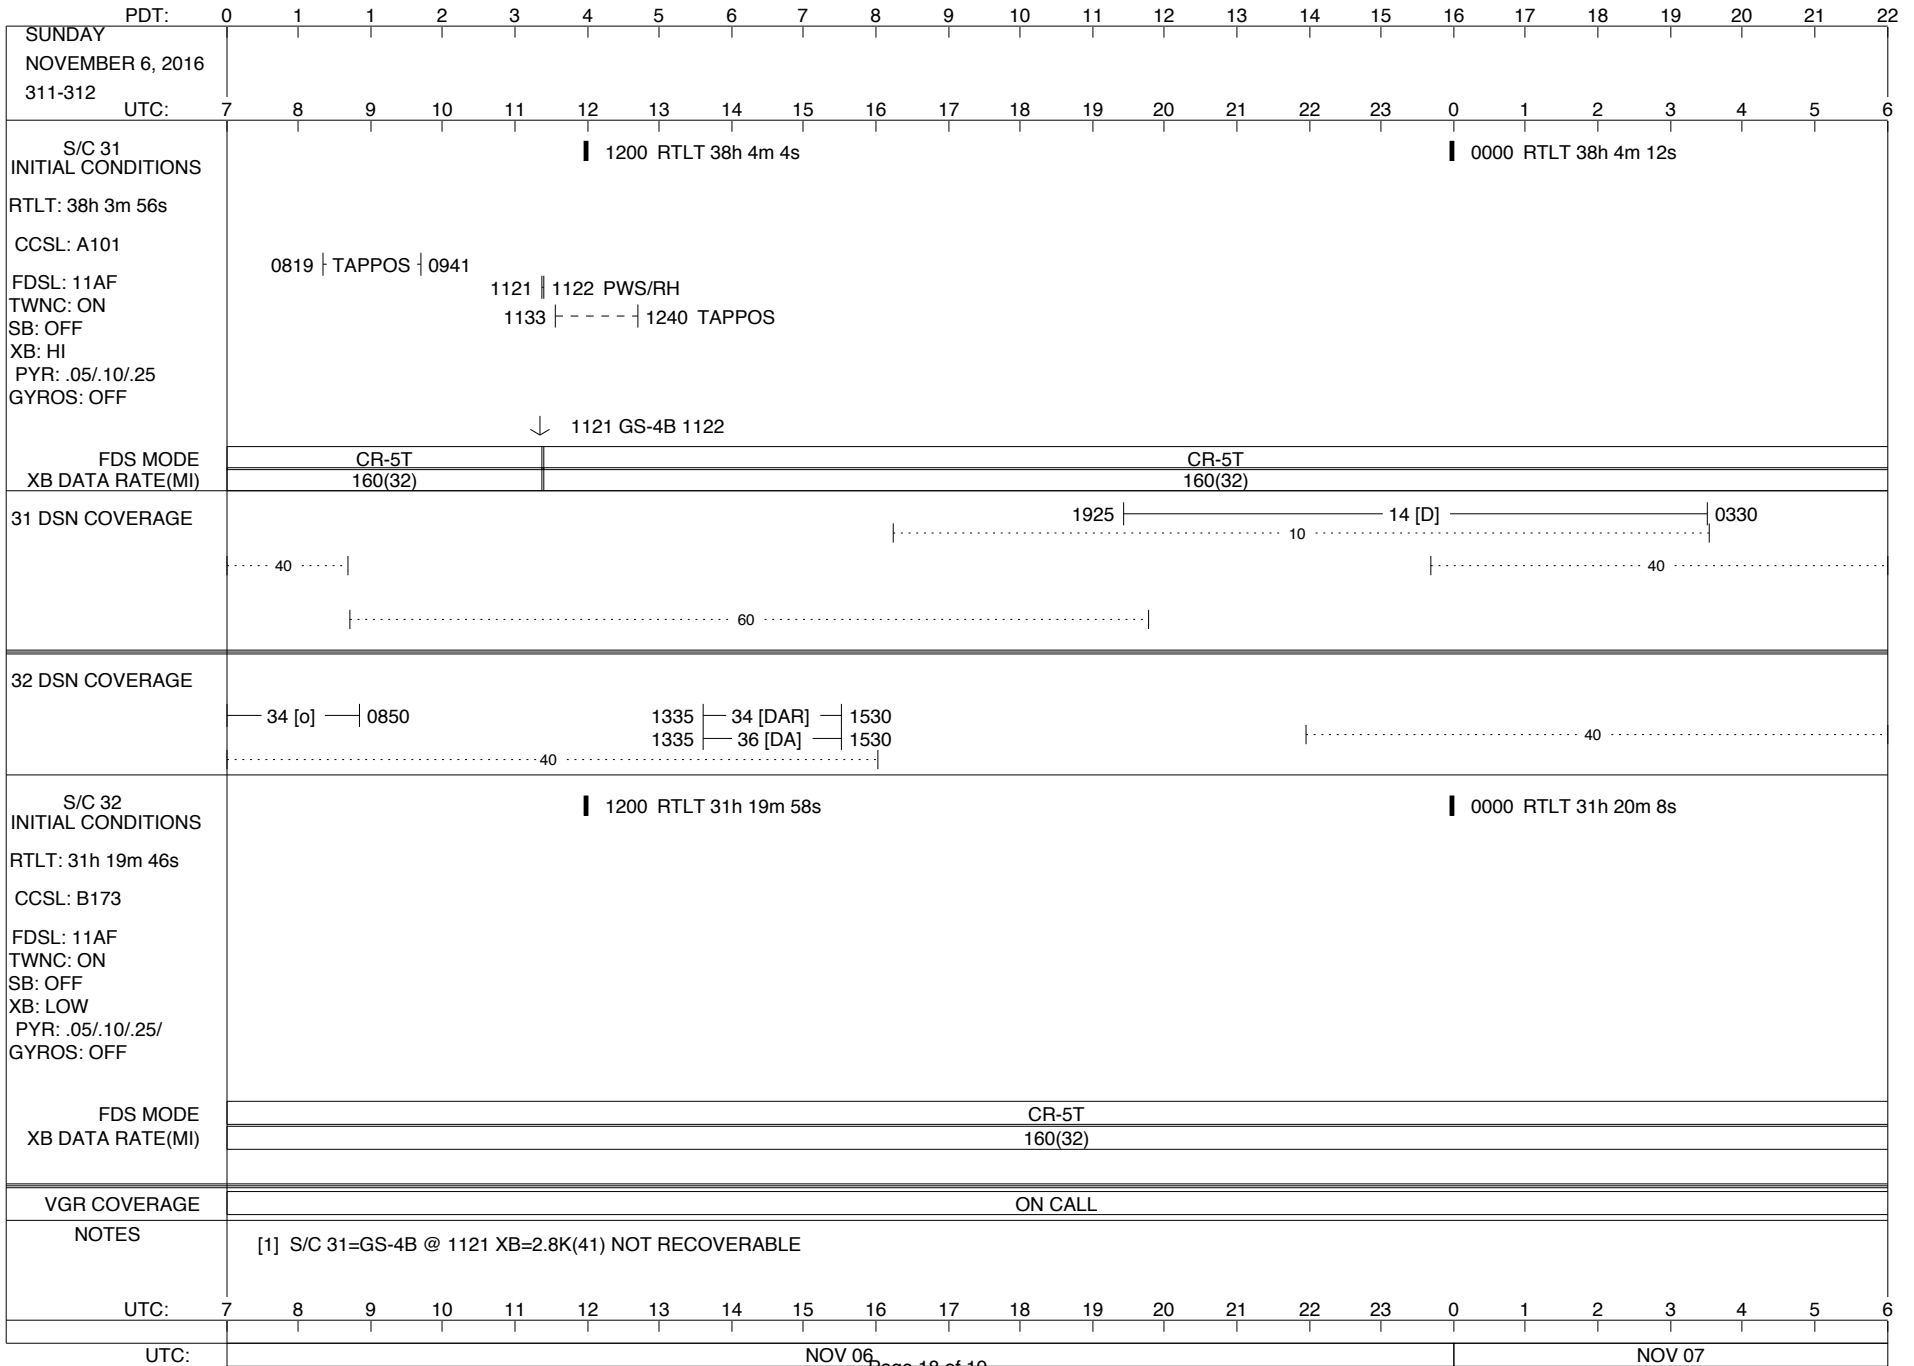 PDT: 0 1 1 2 3 4 5 6 7 8 9 10 11 12 13 14 15 16 17 18 19 20 21 22
SUNDAY
NOVEMBER 6, 2016
311-312
UTC: 7 8 9 10 11 12 13 14 15 16 17 18 19 20 21 22 23 0 1 2 3 4 5 6
S/C 31
INITIAL CONDITIONS
1200 RTLT 38h 4m 4s
0000 RTLT 38h 4m 12s
RTLT: 38h 3m 56s
CCSL: A101
0819 TAPPOS 0941
FDSL: 11AF
1121 1122 PWS/RH
TWNC: ON
1133 1240 TAPPOS
SB: OFF
XB: HI
PYR: .05/.10/.25
GYROS: OFF
1121 GS-4B 1122
FDS MODE CR-5T CR-5T
XB DATA RATE(MI) 160(32) 160(32)
31 DSN COVERAGE
1925 14 [D] 0330
10
40 40
60
32 DSN COVERAGE
34 [o] 0850 1335 34 [DAR] 1530
1335 36 [DA] 1530
40
40
S/C 32
INITIAL CONDITIONS
1200 RTLT 31h 19m 58s
0000 RTLT 31h 20m 8s
RTLT: 31h 19m 46s
CCSL: B173
FDSL: 11AF
TWNC: ON
SB: OFF
XB: LOW
PYR: .05/.10/.25/
GYROS: OFF
FDS MODE CR-5T
XB DATA RATE(MI) 160(32)
VGR COVERAGE ON CALL
NOTES
[1] S/C 31=GS-4B @ 1121 XB=2.8K(41) NOT RECOVERABLE
UTC: 7 8 9 10 11 12 13 14 15 16 17 18 19 20 21 22 23 0 1 2 3 4 5 6
UTC: NOV 06 NOV 07
Page 18 of 19